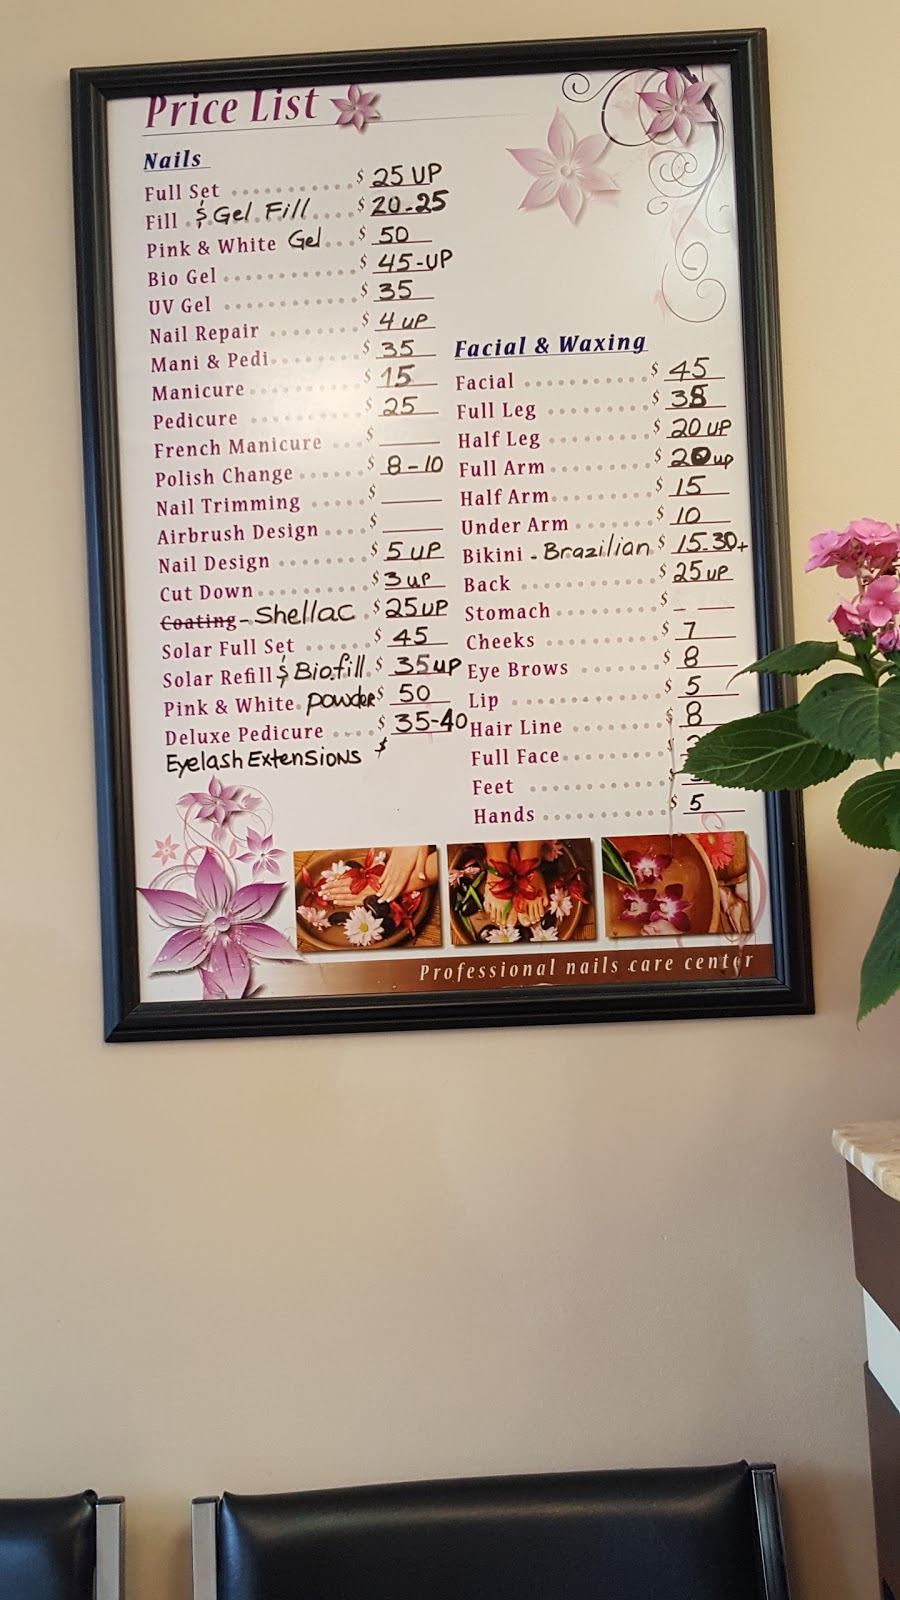 Price List
Nails
Full Set ........... $ 25 UP
Fill & Gel Fill .... $ 20-25
Pink & White Gel ... $ 50
Bio Gel ............ $ 45-UP
UV Gel ............ $ 35
Nail Repair ........ $ 4 UP
Mani & Pedi ........ $ 35
Manicure .......... $ 15
Pedicure .......... $ 25
French Manicure ... $
Polish Change ...... $ 8-10
Nail Trimming ..... $
Airbrush Design .... $
Nail Design ........ $ 5 UP
Cut Down .......... $ 3 UP
Coating - Shellac . $ 25 UP
Solar Full Set ...... $ 45
Solar Refill & Biofill . $ 35 UP
Pink & White . Powder $ 50
Deluxe Pedicure .... $ 35-40
Eyelash Extensions $
Facial & Waxing
Facial ........... $ 45
Full Leg ......... $ 38
Half Leg ......... $ 20 UP
Full Arm ......... $ 20 up
Half Arm ........ $ 15
Under Arm ....... $ 10
Bikini - Brazilian $ 15-30+
Back ............ $ 25 UP
Stomach ......... $
Cheeks .......... $ 7
Eye Brows ....... $ 8
Lip ............. $ 5
Hair Line ........ $ 8
Full Face ........ $
Feet ............ $
Hands .......... $ 5
Professional nails care center